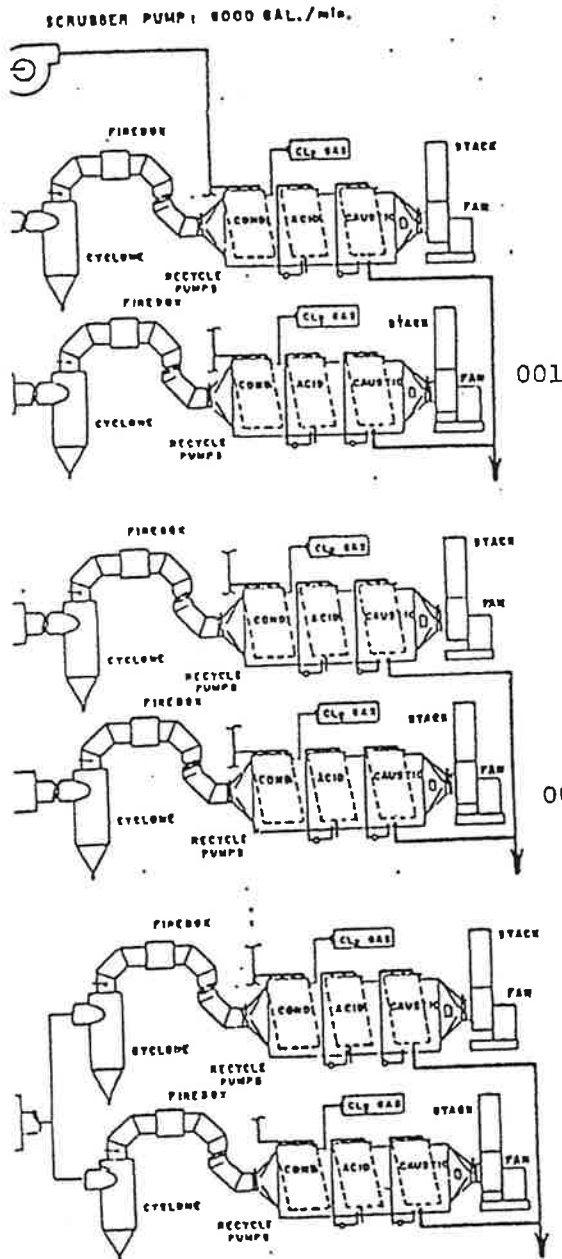 SCRUBBER PUMP: 6000 GAL./min.
FIREBOX
CL₂ GAS
STACK
FAN
COND.
ACID
CAUSTIC
CYCLONE
RECYCLE
PUMPS
FIREBOX
CL₂ GAS
STACK
FAN
001
COND.
ACID
CAUSTIC
CYCLONE
RECYCLE
PUMPS
FIREBOX
CL₂ GAS
STACK
FAN
COND.
ACID
CAUSTIC
CYCLONE
RECYCLE
PUMPS
FIREBOX
CL₂ GAS
STACK
FAN
COND.
ACID
CAUSTIC
CYCLONE
RECYCLE
PUMPS
FIREBOX
CL₂ GAS
STACK
FAN
COND.
ACID
CAUSTIC
CYCLONE
RECYCLE
PUMPS
FIREBOX
CL₂ GAS
STACK
FAN
COND.
ACID
CAUSTIC
CYCLONE
RECYCLE
PUMPS